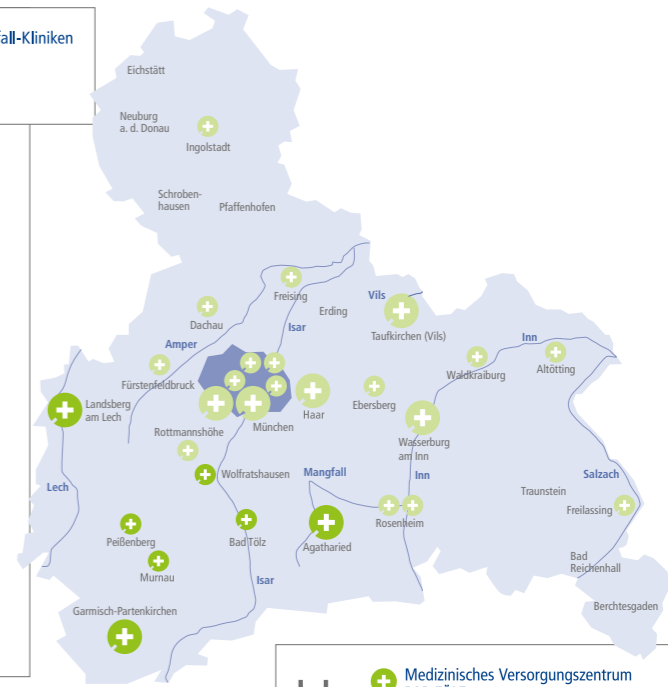 all-Kliniken
Eichstätt
Neuburg
a. d. Donau
Ingolstadt
Schroben-
hausen
Pfaffenhofen
Freising
Vils
Erding
Dachau
Isar
Taufkirchen (Vils)
Amper
Inn
Altötting
Waldkraiburg
Fürstenfeldbruck
Ebersberg
Landsberg
am Lech
Haar
München
Rottmannshöhe
Wasserburg
am Inn
Wolfratshausen
Mangfall
Inn
Salzach
Lech
Traunstein
Freilassing
Rosenheim
Peißenberg
Bad Tölz
Agatharied
Murnau
Bad
Reichenhall
Isar
Garmisch-Partenkirchen
Berchtesgaden
Medizinisches Versorgungszentrum